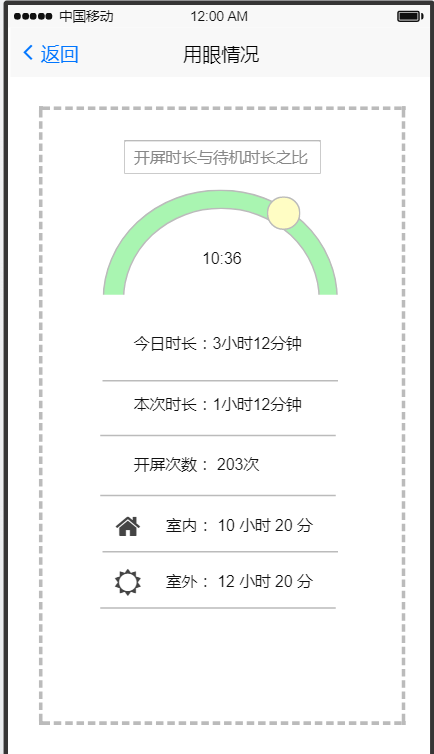 中国移动 12:00 AM
返回 用眼情况
开屏时长与待机时长之比
10:36
今日时长：3小时12分钟
本次时长：1小时12分钟
开屏次数： 203次
室内： 10 小时 20 分
室外： 12 小时 20 分